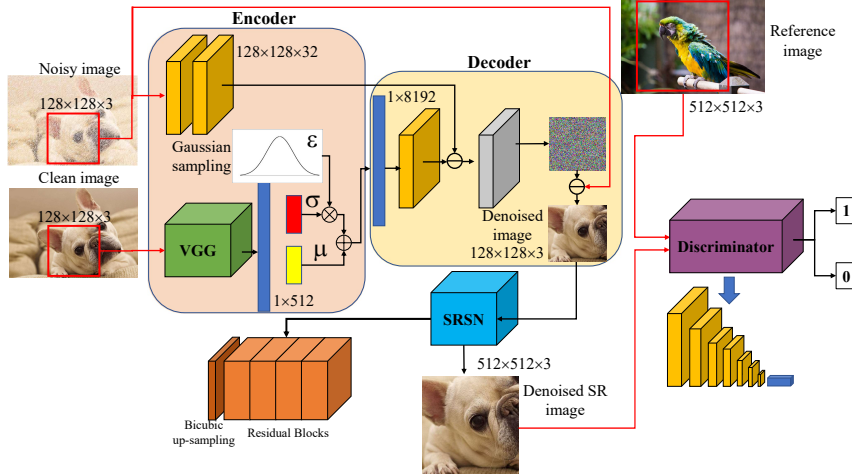 Encoder
128×128×32
Noisy image
128×128×3
Gaussian
sampling
ε
Clean image
128×128×3
VGG
σ
μ
1×512
Decoder
1×8192
Denoised
image
128×128×3
Reference
image
512×512×3
Discriminator
1
0
SRSN
512×512×3
Denoised SR
image
Bicubic
up-sampling
Residual Blocks